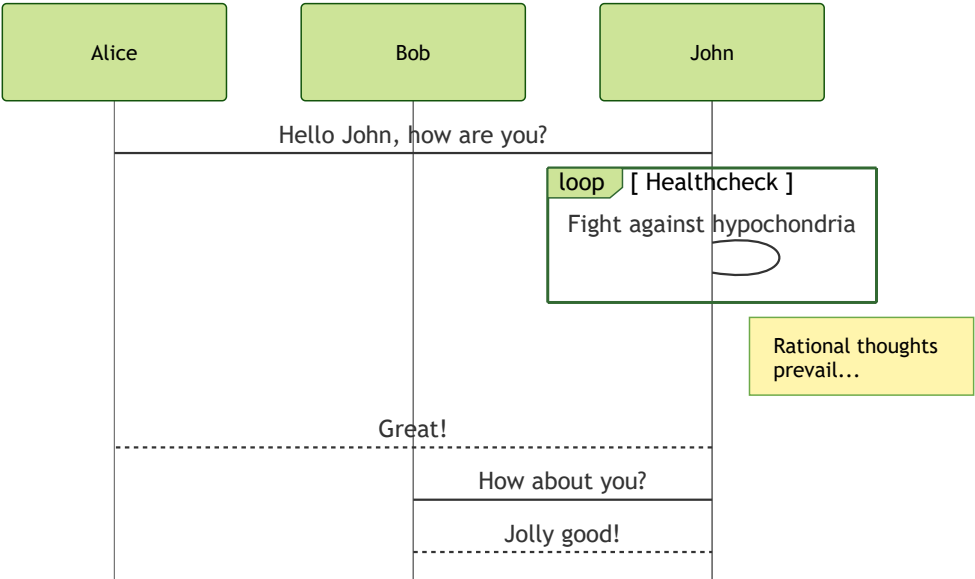 Alice
Bob
John
Hello John, how are you?
loop
[ Healthcheck ]
Fight against hypochondria
Rational thoughts
prevail...
Great!
How about you?
Jolly good!